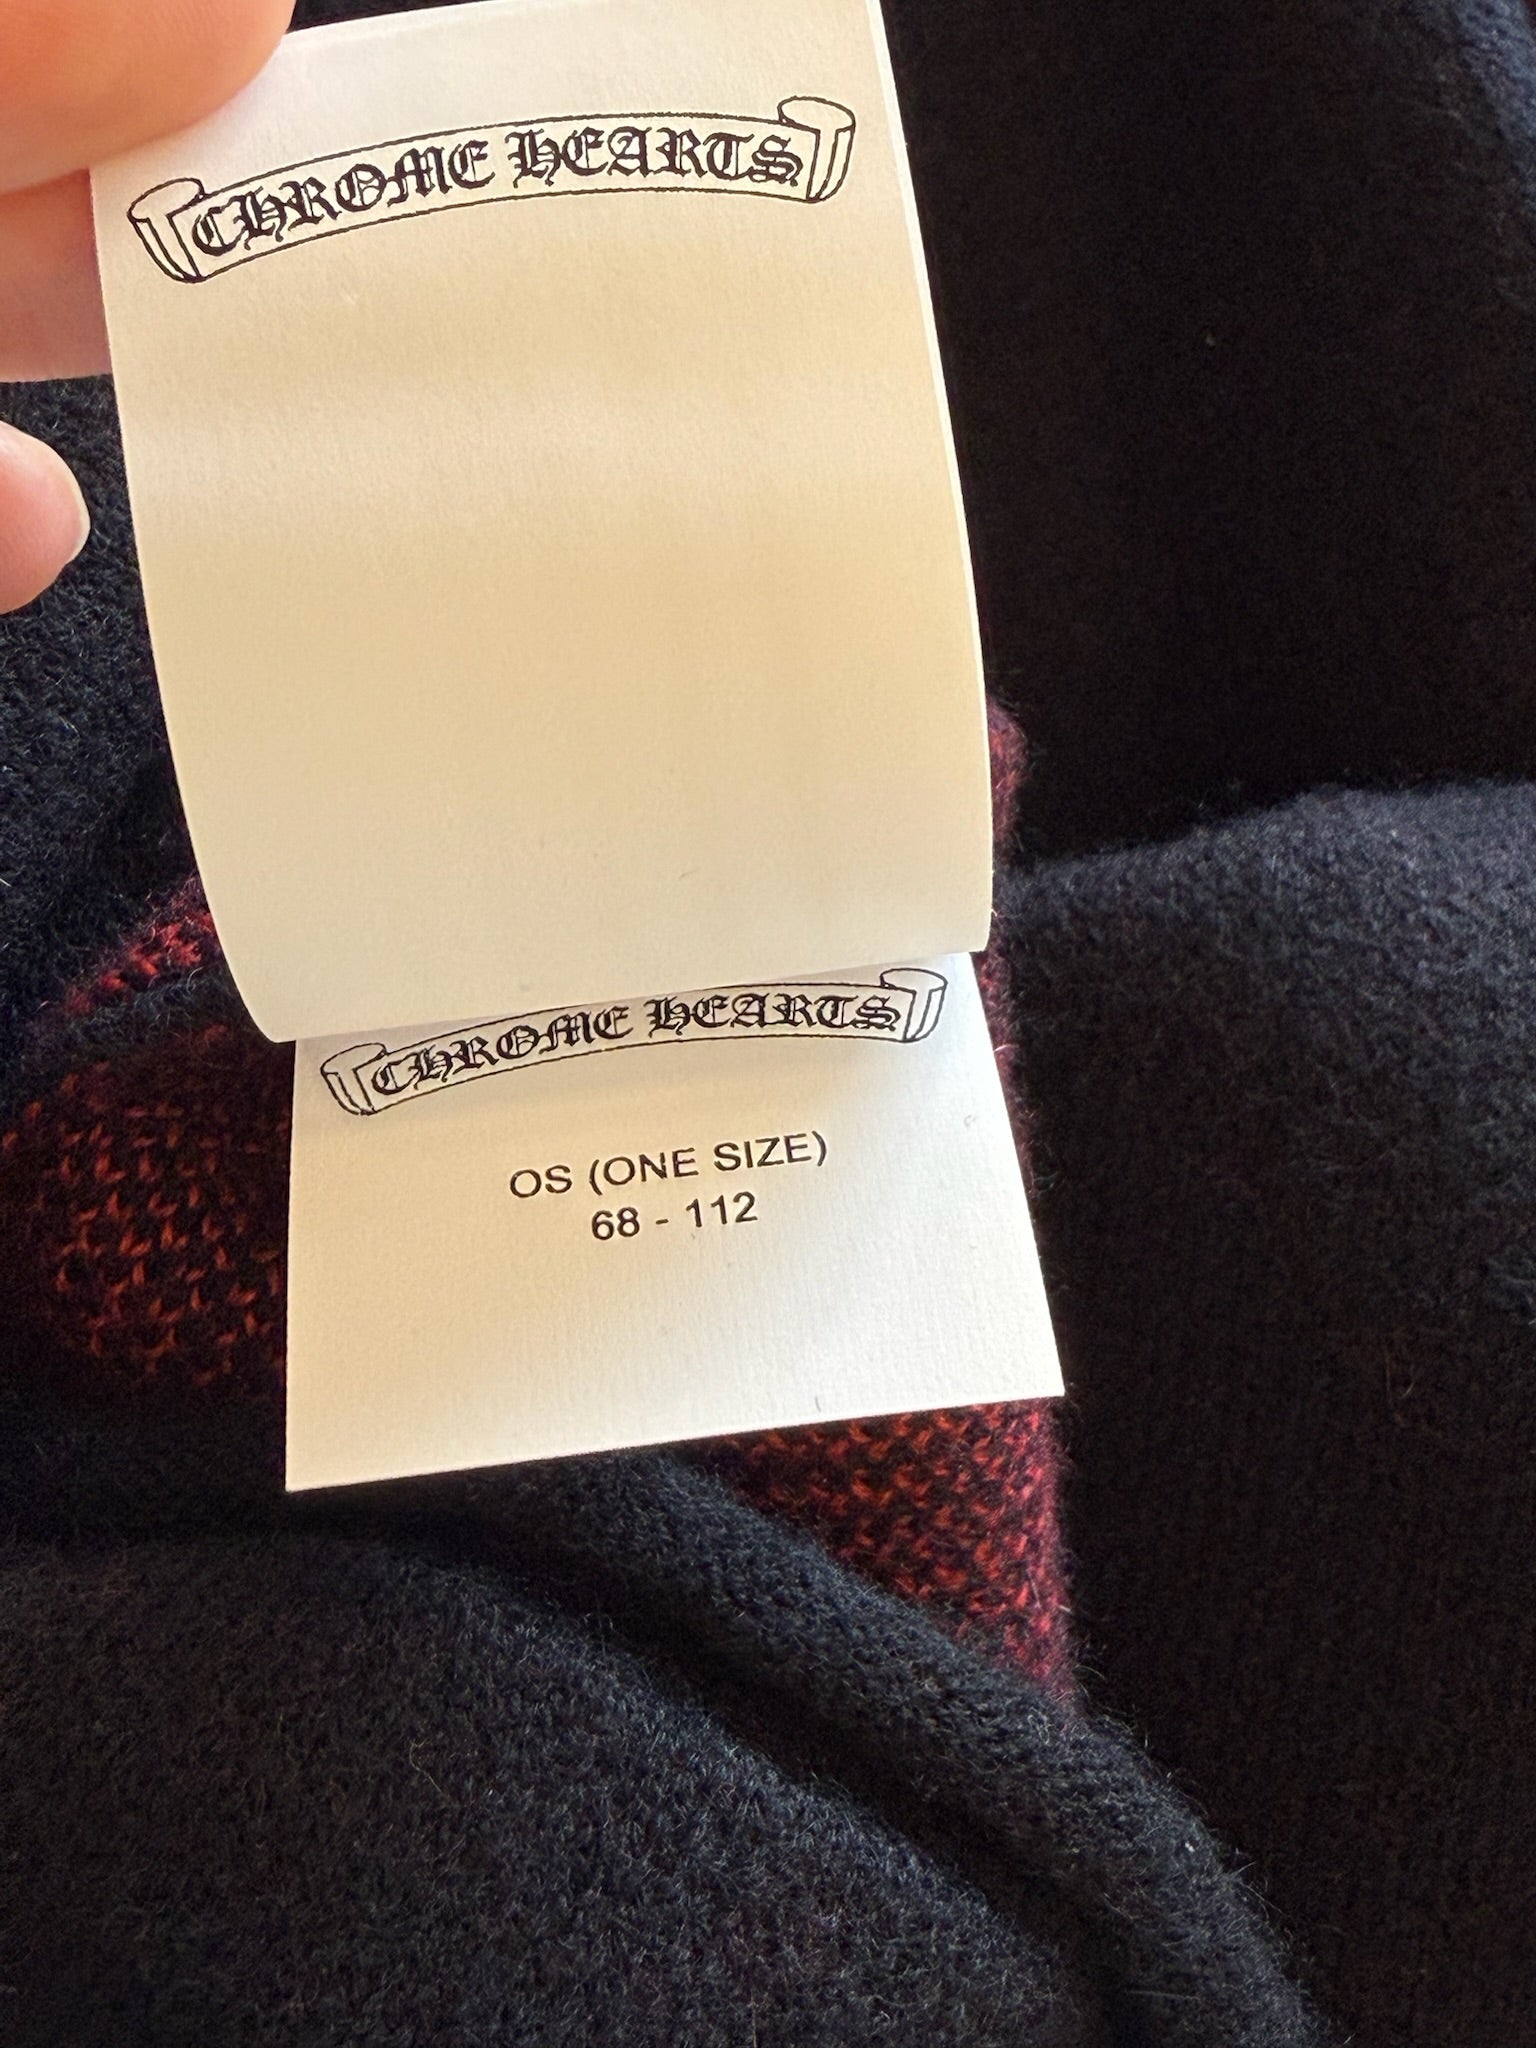 CHROME HEARTS
CHROME HEARTS
OS (ONE SIZE)
68 - 112